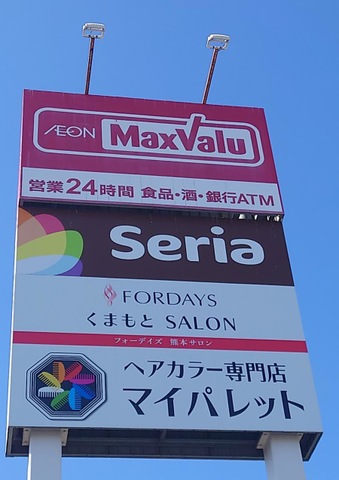 ÆON MaxValu
営業24時間 食品・酒・銀行ATM
Seria
FORDAYS
くまもと SALON
フォーデイズ 熊本サロン
ヘアカラー専門店
マイパレット